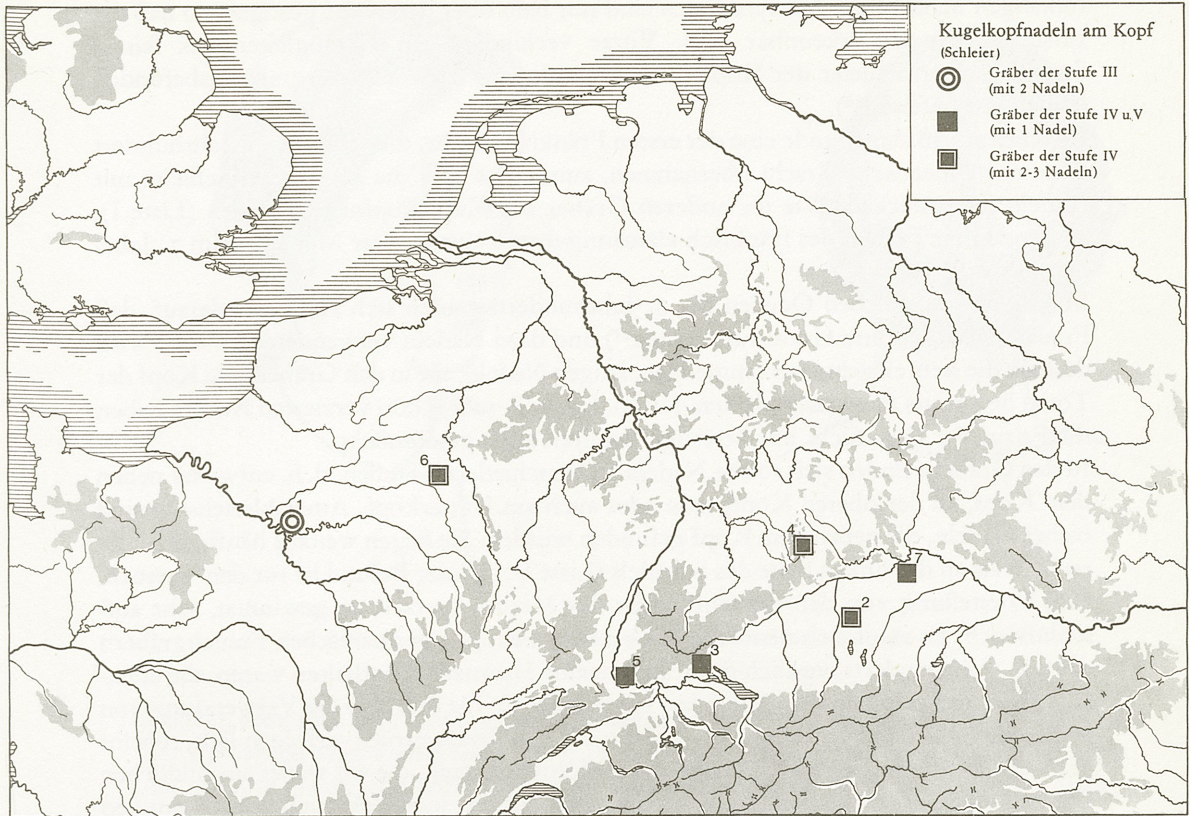 Kugelkopfnadeln am Kopf
(Schleier)
Gräber der Stufe III
(mit 2 Nadeln)
Gräber der Stufe IV u. V
(mit 1 Nadel)
Gräber der Stufe IV
(mit 2-3 Nadeln)
6
1
4
7
2
3
5